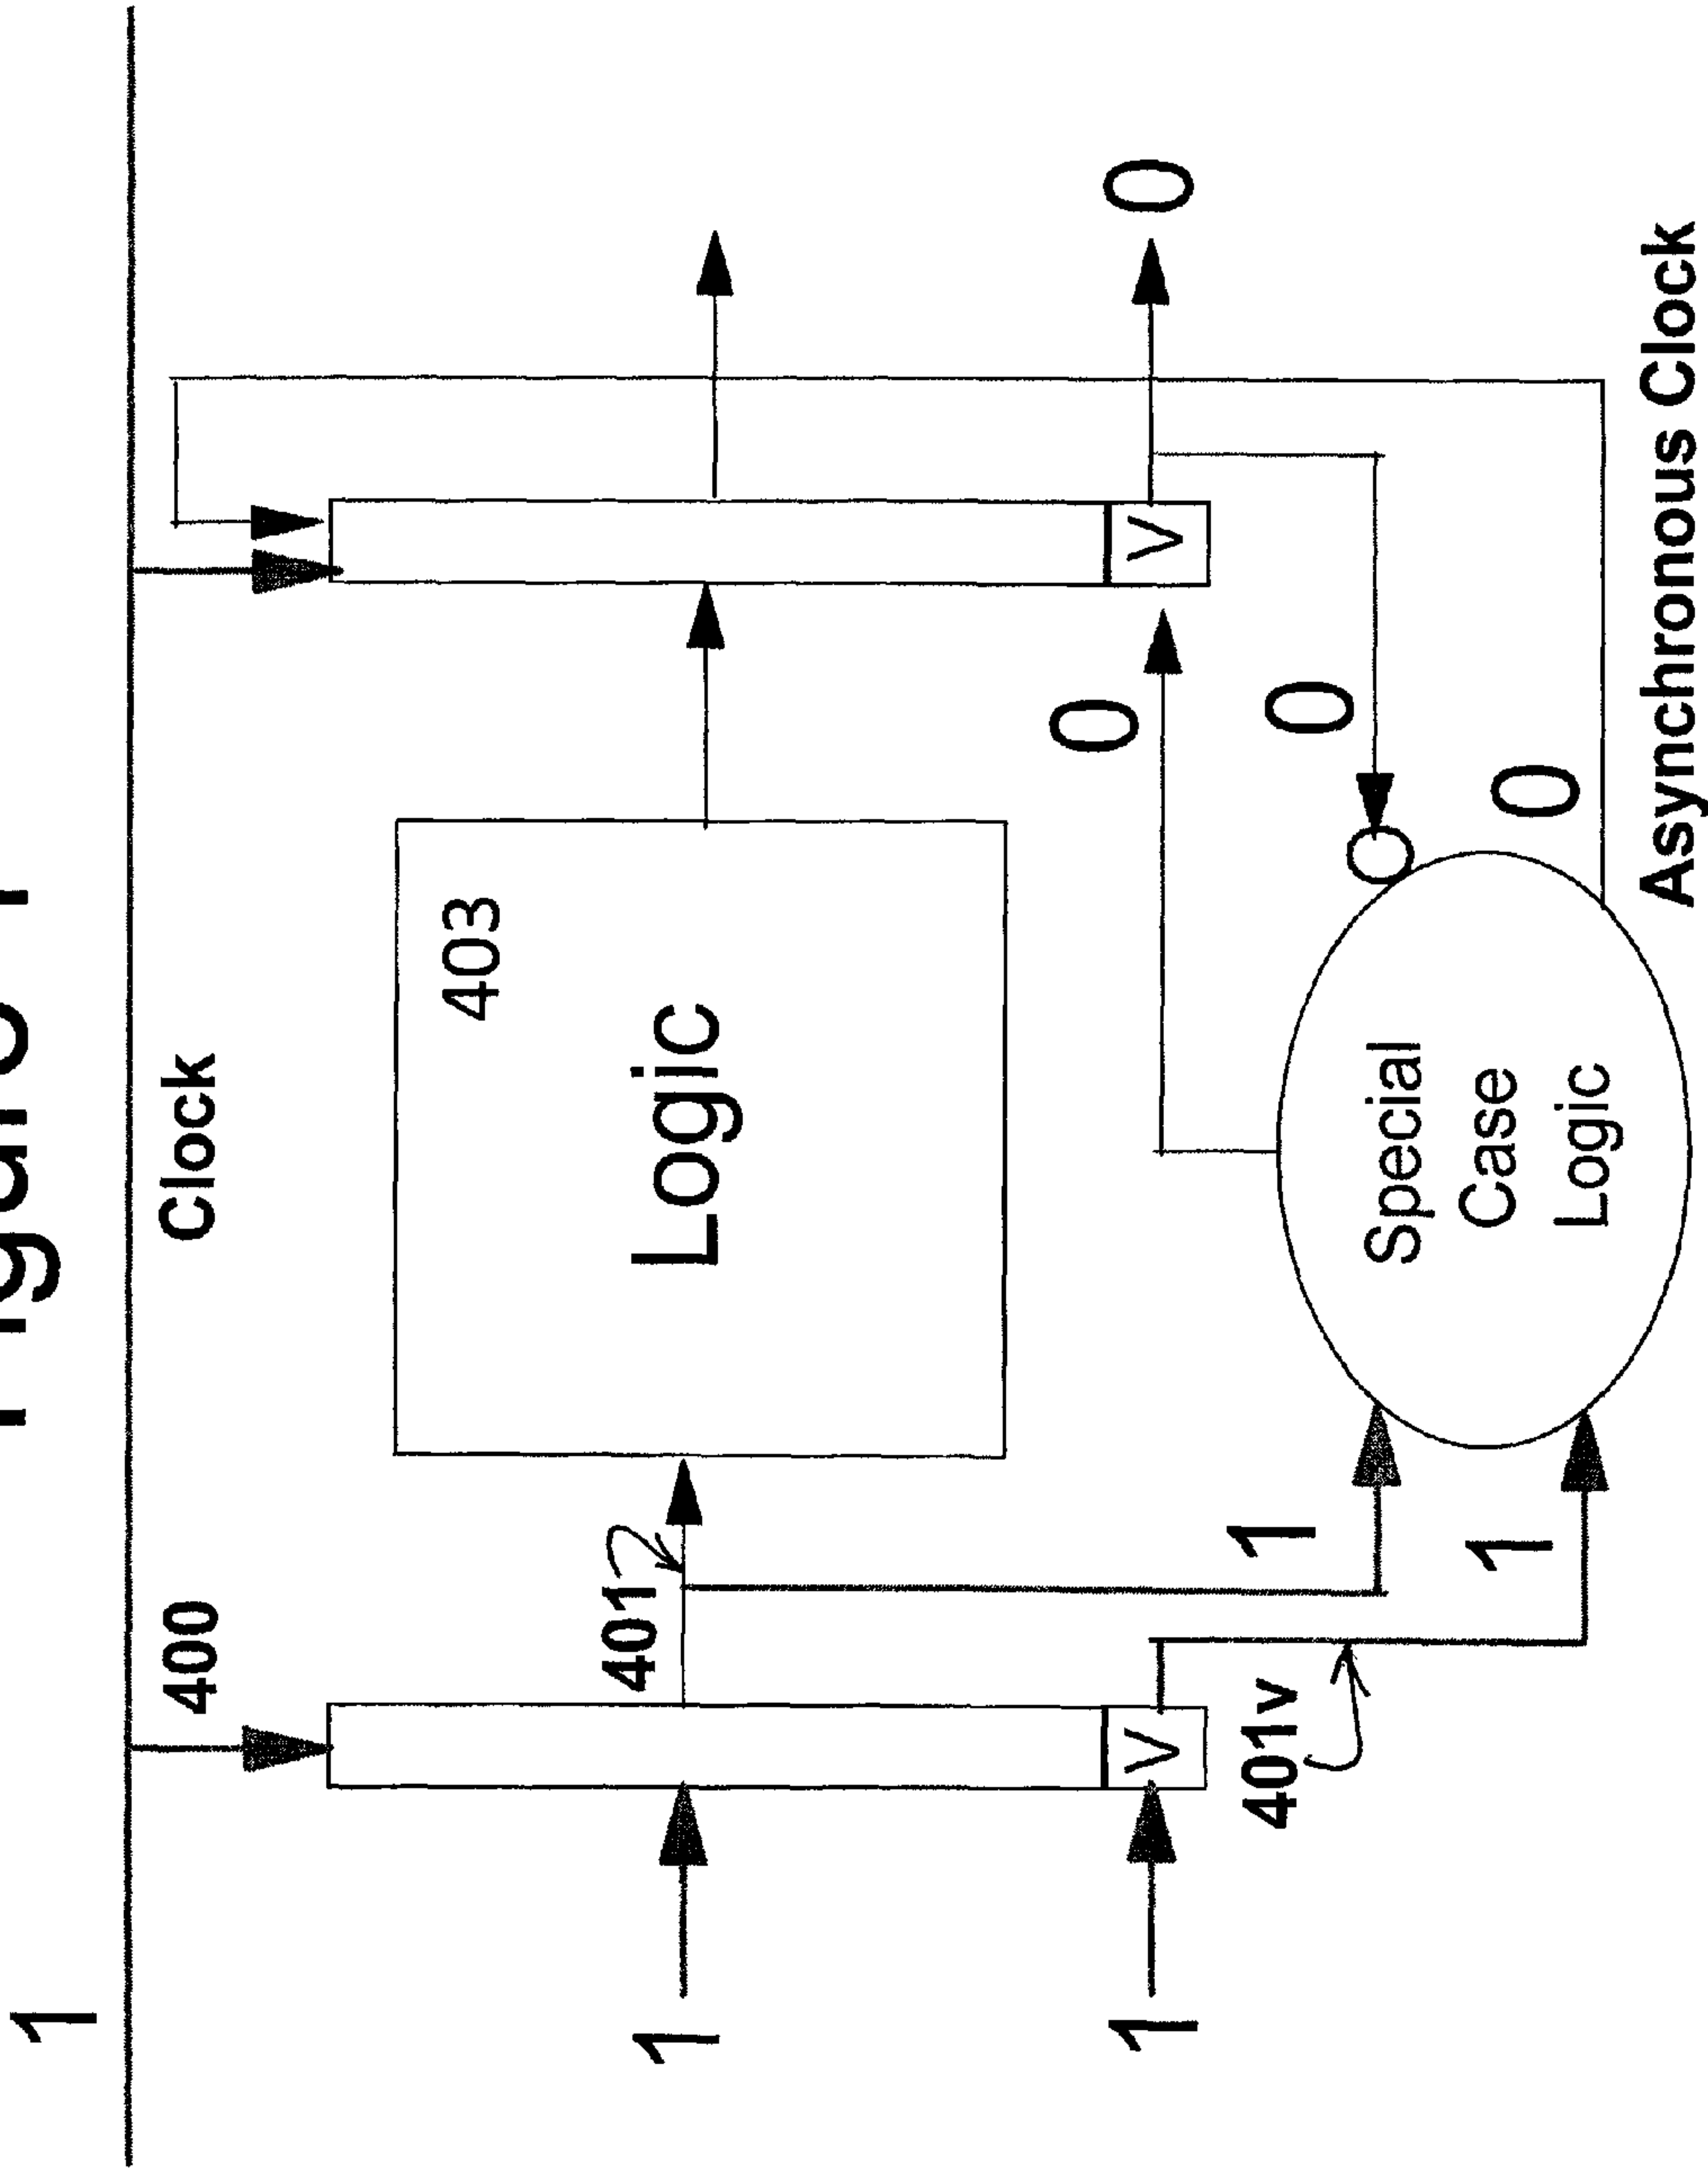 Figure
1
400
Clock
403
401
1
Logic
0
1
V
V
0
401v
1
0
Special
Case
Logic
1
0
Asynchronous Clock